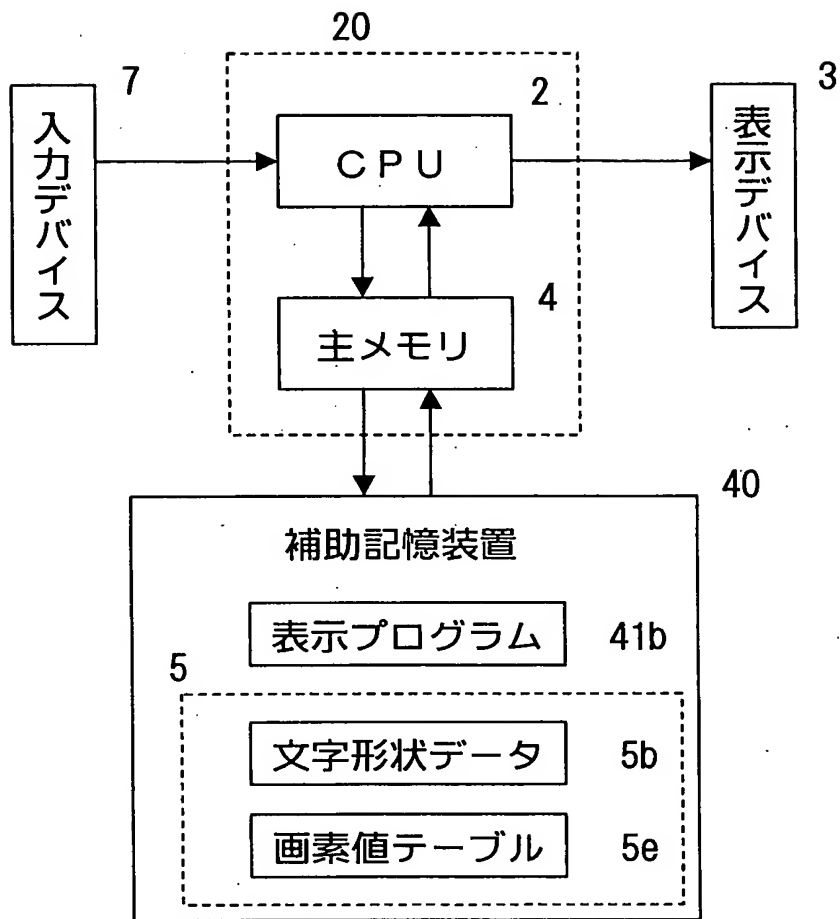 20
7
2
3
入力デバイス
CPU
表示デバイス
4
主メモリ
40
補助記憶装置
表示プログラム 41b
5
文字形状データ 5b
画素値テーブル 5e